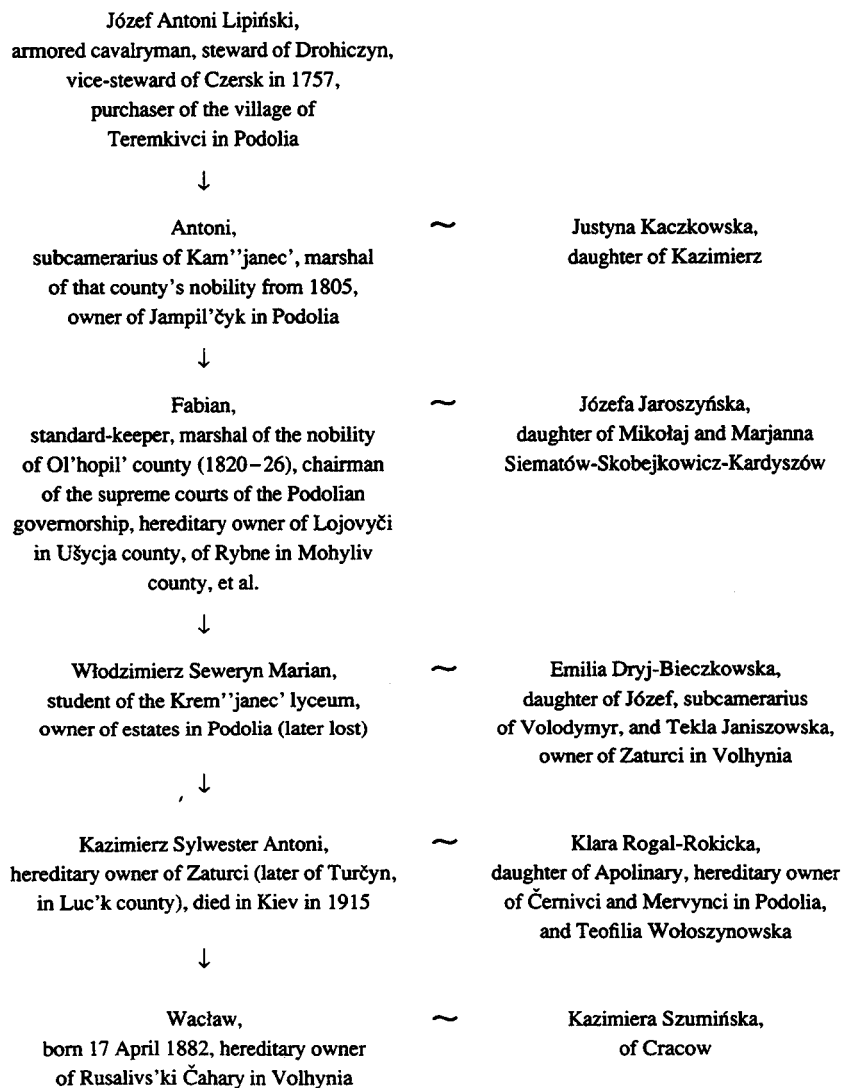 Józef Antoni Lipiński,
armored cavalryman, steward of Drohiczyn,
vice-steward of Czersk in 1757,
purchaser of the village of
Teremkivci in Podolia
↓
Antoni,
subcamerarius of Kam''janec', marshal
of that county's nobility from 1805,
owner of Jampil'čyk in Podolia
~
Justyna Kaczkowska,
daughter of Kazimierz
↓
Fabian,
standard-keeper, marshal of the nobility
of Ol'hopil' county (1820–26), chairman
of the supreme courts of the Podolian
governorship, hereditary owner of Lojovyči
in Ušycja county, of Rybne in Mohyliv
county, et al.
~
Józefa Jaroszyńska,
daughter of Mikołaj and Marjanna
Siematów-Skobejkowicz-Kardyszów
↓
Włodzimierz Seweryn Marian,
student of the Krem''janec' lyceum,
owner of estates in Podolia (later lost)
~
Emilia Dryj-Bieczkowska,
daughter of Józef, subcamerarius
of Volodymyr, and Tekla Janiszowska,
owner of Zaturci in Volhynia
↓
Kazimierz Sylwester Antoni,
hereditary owner of Zaturci (later of Turčyn,
in Luc'k county), died in Kiev in 1915
~
Klara Rogal-Rokicka,
daughter of Apolinary, hereditary owner
of Černivci and Mervynci in Podolia,
and Teofilia Wołoszynowska
↓
Wacław,
born 17 April 1882, hereditary owner
of Rusalivs'ki Čahary in Volhynia
~
Kazimiera Szumińska,
of Cracow